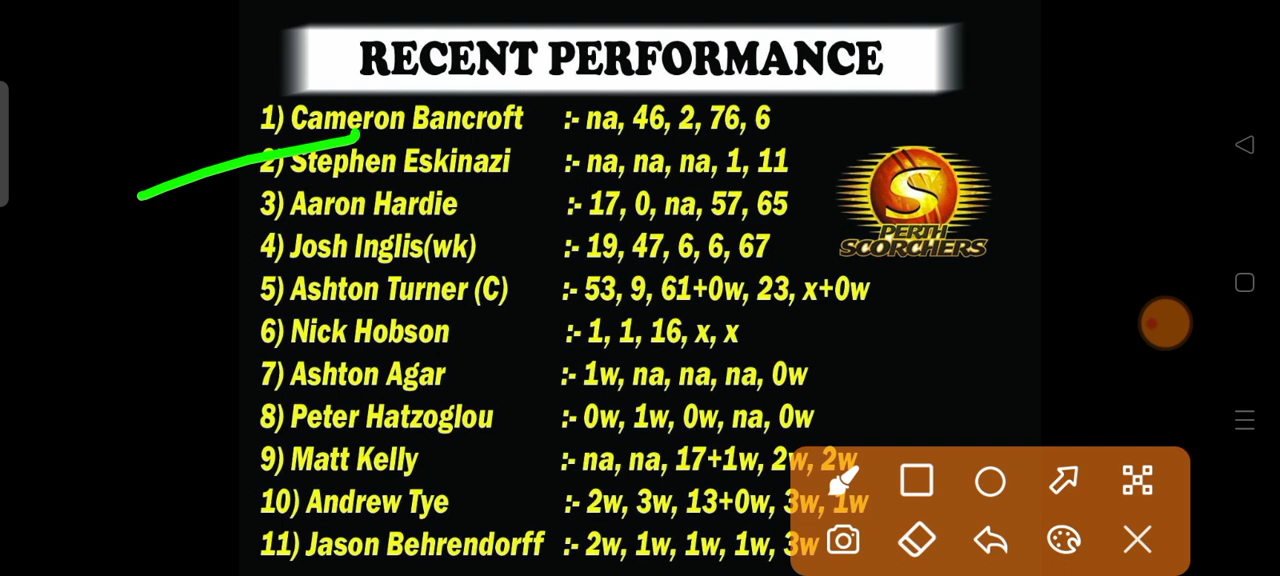 RECENT PERFORMANCE
1) Cameron Bancroft :- na, 46, 2, 76, 6
2) Stephen Eskinazi :- na, na, na, 1, 11
3) Aaron Hardie :- 17, 0, na, 57, 65
4) Josh Inglis(wk) :- 19, 47, 6, 6, 67
5) Ashton Turner (C) :- 53, 9, 61+0w, 23, x+0w
6) Nick Hobson :- 1, 1, 16, x, x
7) Ashton Agar :- 1w, na, na, na, 0w
8) Peter Hatzoglou :- 0w, 1w, 0w, na, 0w
9) Matt Kelly :- na, na, 17+1w, 2w, 2w
10) Andrew Tye :- 2w, 3w, 13+0w, 3w, 1w
11) Jason Behrendorff :- 2w, 1w, 1w, 1w, 3w
S
PERTH
SCORCHERS